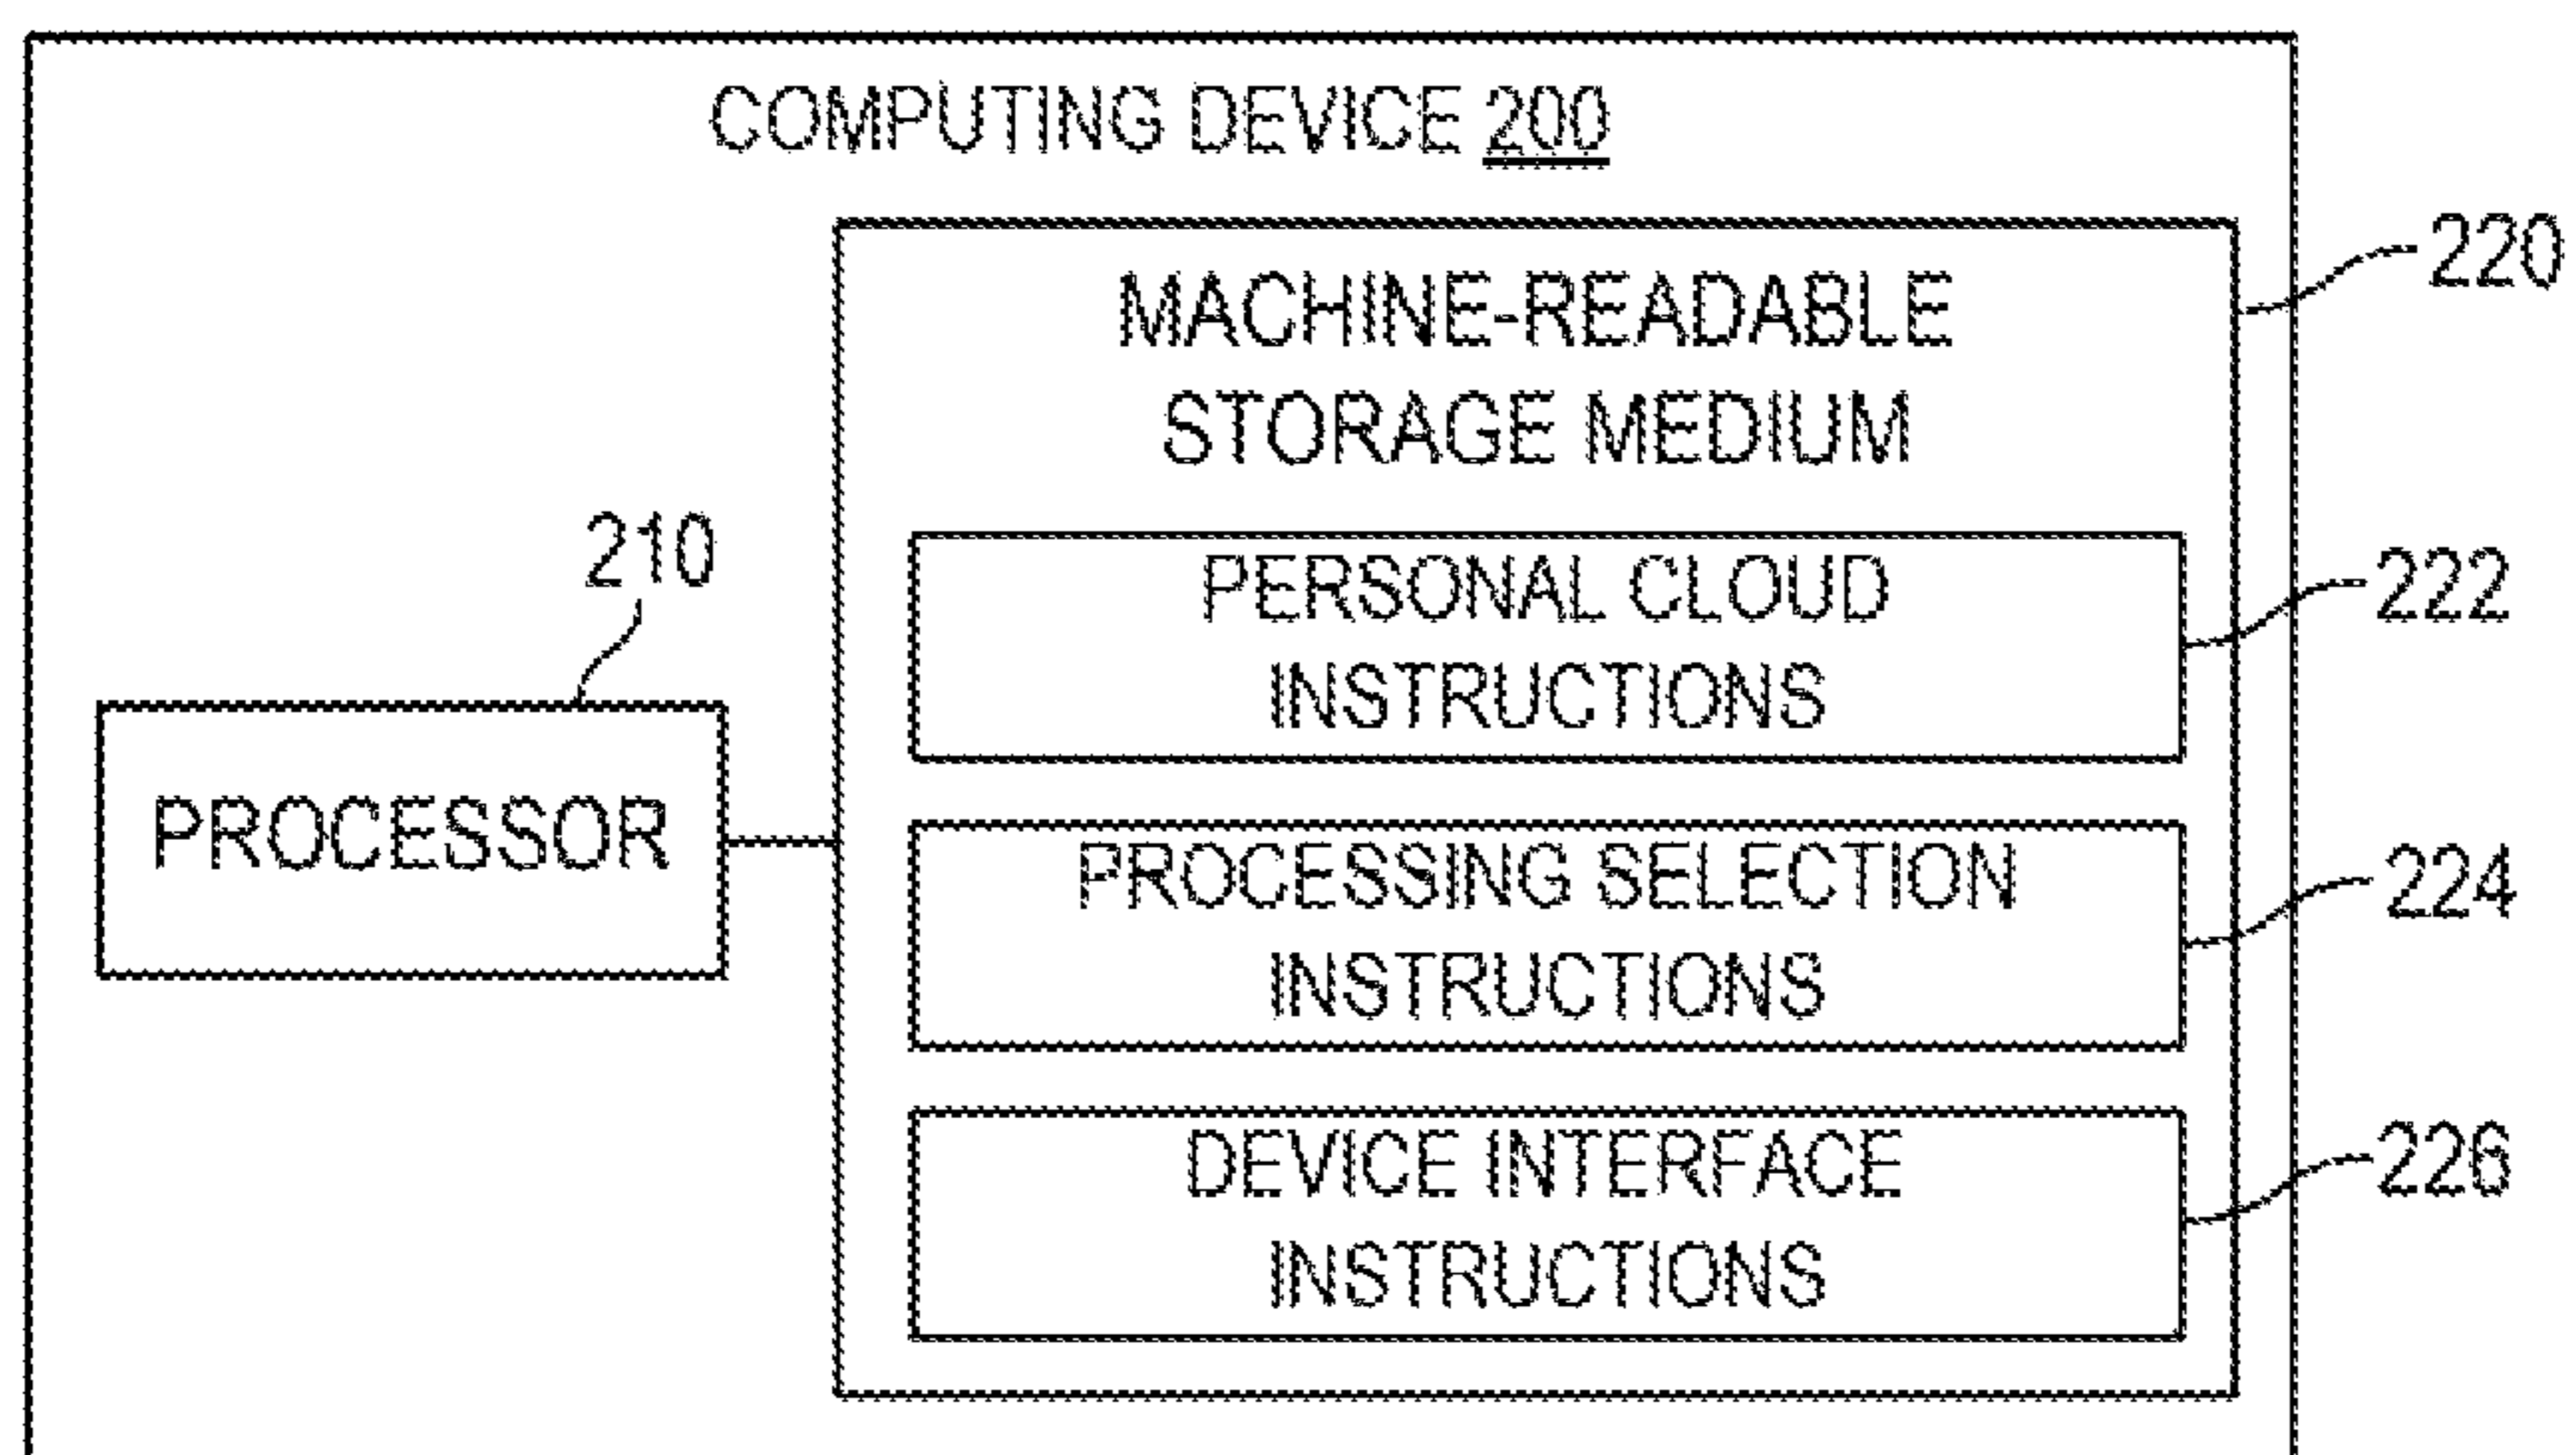 COMPUTING DEVICE 200
MACHINE-READABLE
STORAGE MEDIUM
220
PERSONAL CLOUD
INSTRUCTIONS
222
210
PROCESSOR
PROCESSING SELECTION
INSTRUCTIONS
224
DEVICE INTERFACE
INSTRUCTIONS
226